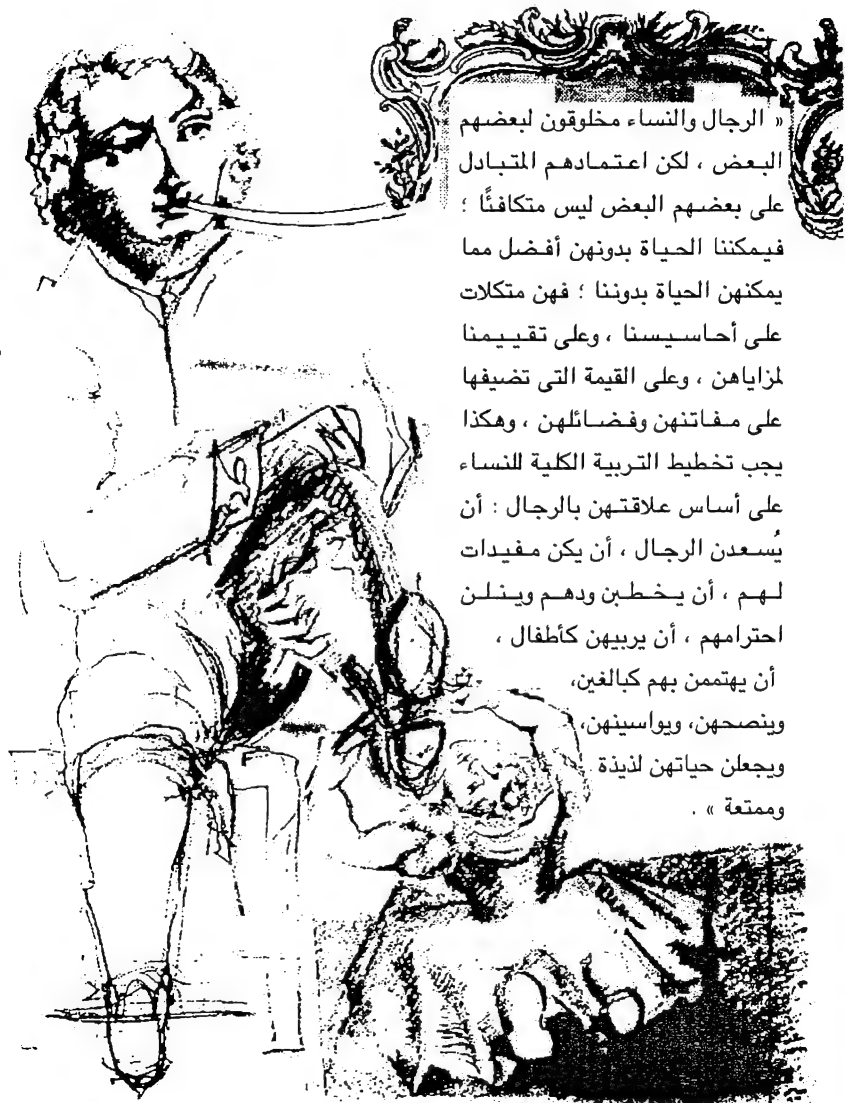 « الرجال والنساء مخلوقون لبعضهم
البعض ، لكن اعتمادهم المتبادل
على بعضهم البعض ليس متكافئًا ؛
فيمكننا الحياة بدونهن أفضل مما
يمكنهن الحياة بدوننا ؛ فهن متكلات
على أحاسيسنا ، وعلى تقييمنا
لمزاياهن ، وعلى القيمة التى تضيفها
على مفاتنهن وفضائلهن ، وهكذا
يجب تخطيط التربية الكلية للنساء
على أساس علاقتهن بالرجال : أن
يُسعدن الرجال ، أن يكن مفيدات
لهم ، أن يخطبن ودهم وينلن
احترامهم ، أن يربيهن كأطفال ،
أن يهتممن بهم كبالغين،
وينصحهن، ويواسينهن،
ويجعلن حياتهن لذيذة
وممتعة » .